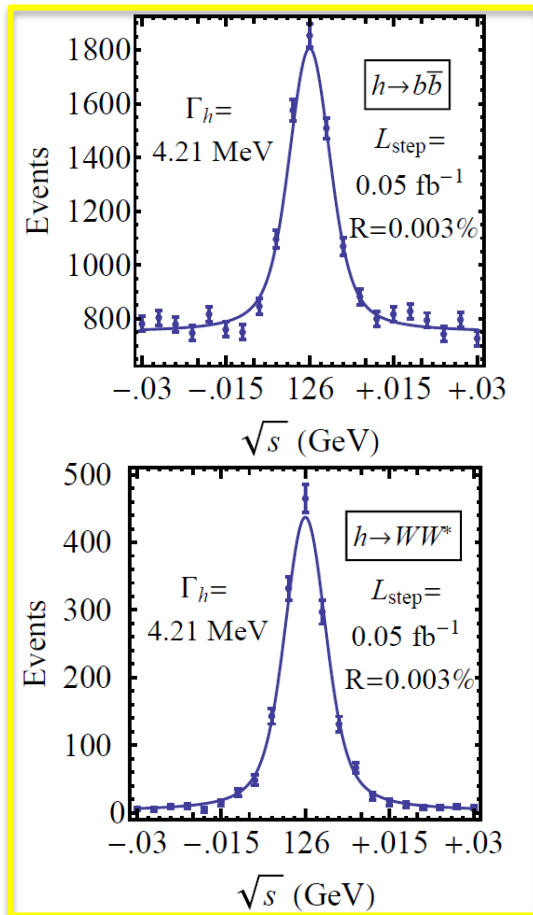 1800
1600
1400
1200
1000
800
Events
Γh=
4.21 MeV
h→bb̅
Lstep=
0.05 fb⁻¹
R=0.003%
−.03 −.015 126 +.015 +.03
√s (GeV)
500
400
300
200
100
0
Events
Γh=
4.21 MeV
h→WW*
Lstep=
0.05 fb⁻¹
R=0.003%
−.03 −.015 126 +.015 +.03
√s (GeV)